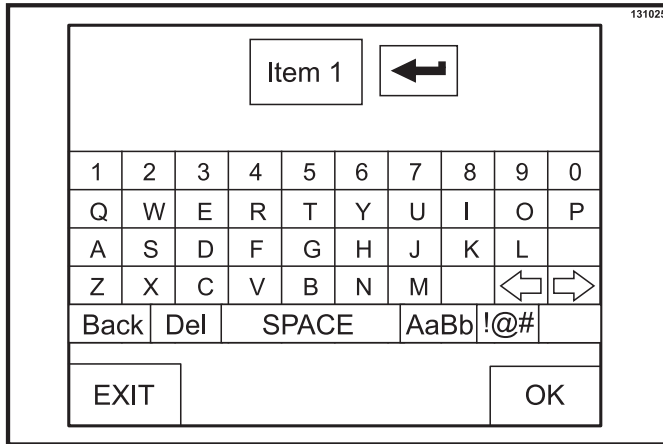 131025
Item 1
1 2 3 4 5 6 7 8 9 0
Q W E R T Y U I O P
A S D F G H J K L
Z X C V B N M
Back Del SPACE AaBb !@#
EXIT OK